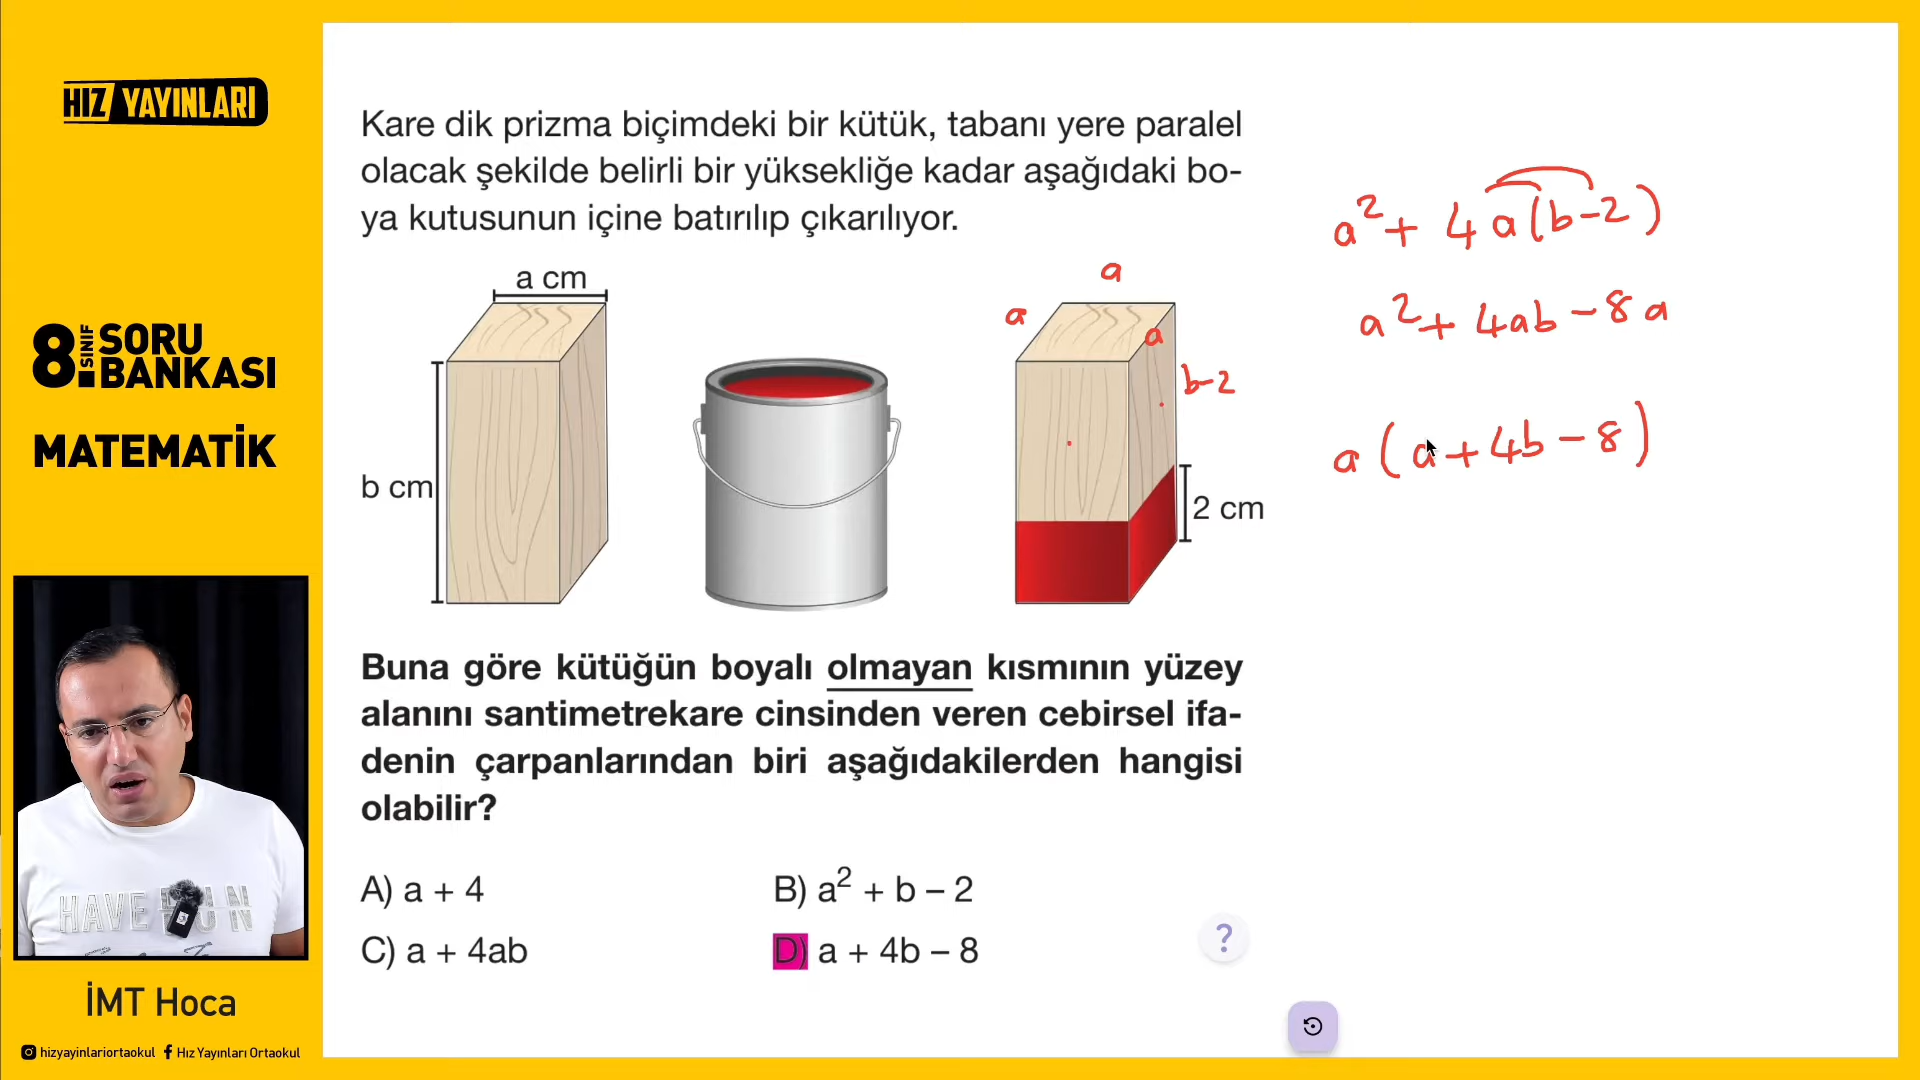 HIZ YAYINLARI
8. SINIF SORU BANKASI
MATEMATİK
Kare dik prizma biçimdeki bir kütük, tabanı yere paralel
olacak şekilde belirli bir yüksekliğe kadar aşağıdaki bo-
ya kutusunun içine batırılıp çıkarılıyor.
a cm
b cm
a
a
a
b-2
2 cm
a² + 4a(b-2)
a² + 4ab - 8a
a(a + 4b - 8)
Buna göre kütüğün boyalı olmayan kısmının yüzey
alanını santimetrekare cinsinden veren cebirsel ifa-
denin çarpanlarından biri aşağıdakilerden hangisi
olabilir?
A) a + 4
B) a² + b – 2
C) a + 4ab
D) a + 4b – 8
?
HAVE
İMT Hoca
hizyayinlariortaokul Hız Yayınları Ortaokul